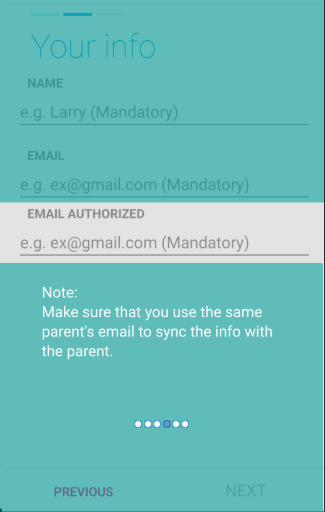 Your info
NAME
e.g. Larry (Mandatory)
EMAIL
e.g. ex@gmail.com (Mandatory)
EMAIL AUTHORIZED
e.g. ex@gmail.com (Mandatory)
Note:
Make sure that you use the same
parent's email to sync the info with
the parent.
PREVIOUS
NEXT